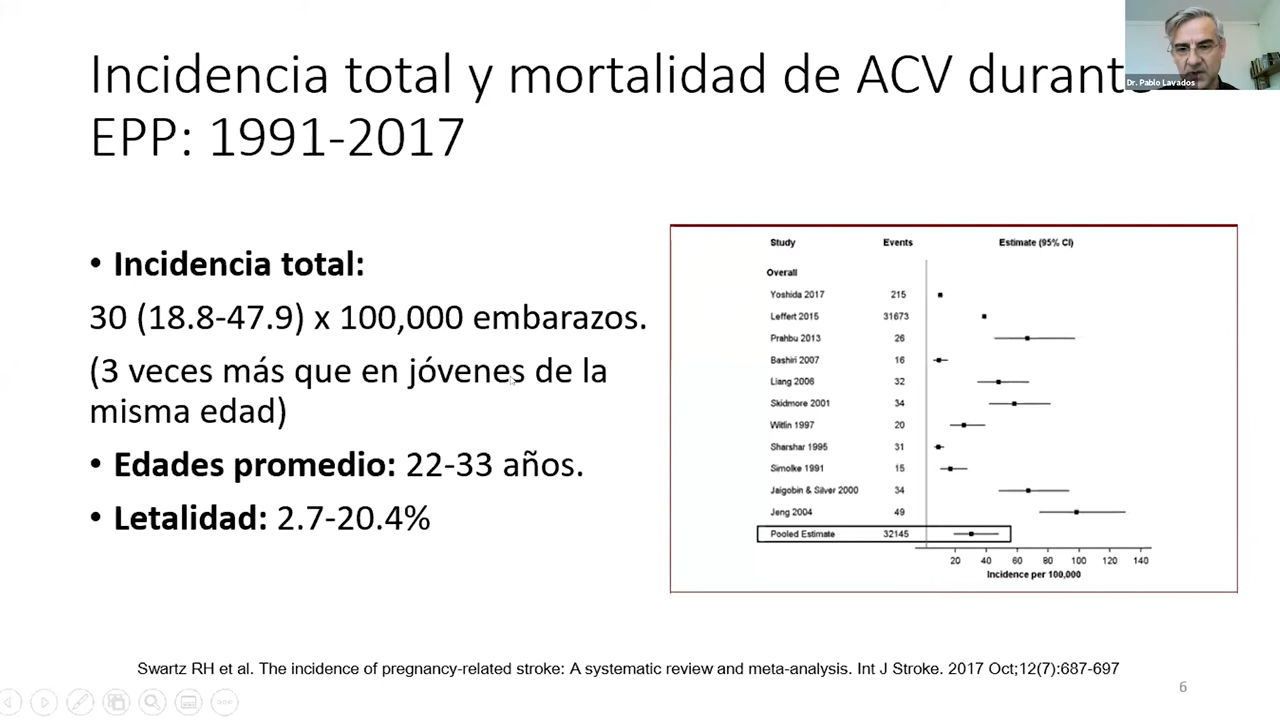 Incidencia total y mortalidad de ACV durante
EPP: 1991-2017
Dr. Pablo Lavados
• Incidencia total:
30 (18.8-47.9) x 100,000 embarazos.
(3 veces más que en jóvenes de la
misma edad)
• Edades promedio: 22-33 años.
• Letalidad: 2.7-20.4%
Study Events Estimate (95% CI)
Overall
Yoshida 2017 215
Leffert 2015 31673
Prahbu 2013 26
Bashiri 2007 16
Liang 2006 32
Skidmore 2001 34
Witlin 1997 20
Sharshar 1995 31
Simolke 1991 15
Jaigobin & Silver 2000 34
Jeng 2004 49
Pooled Estimate 32145
20 40 60 80 100 120 140
Incidence per 100,000
Swartz RH et al. The incidence of pregnancy-related stroke: A systematic review and meta-analysis. Int J Stroke. 2017 Oct;12(7):687-697
6